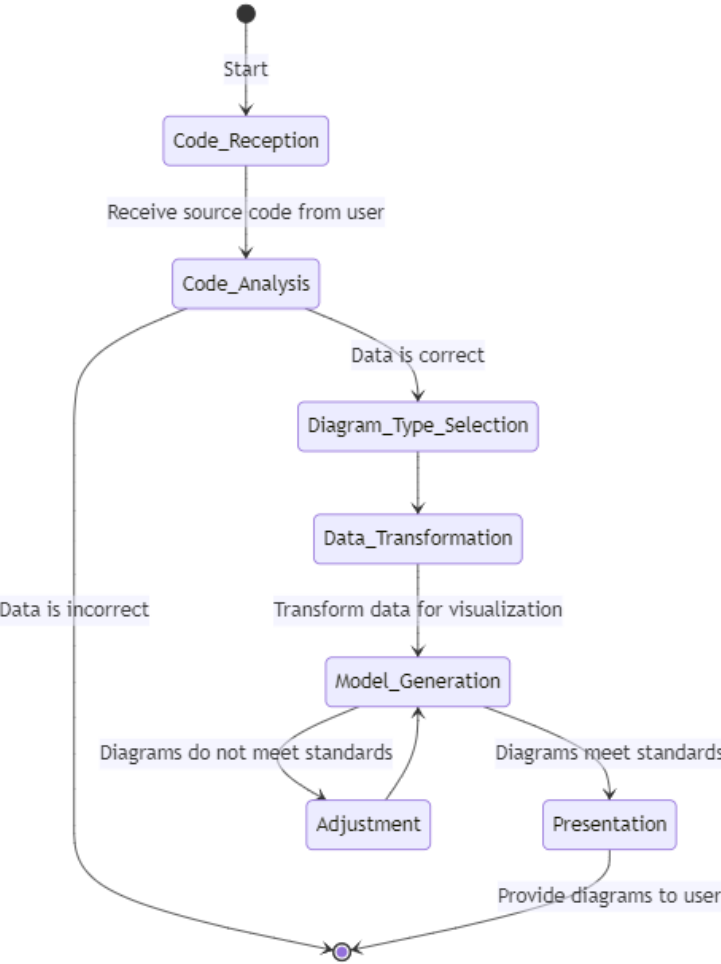 Start
Code_Reception
Receive source code from user
Code_Analysis
Data is correct
Diagram_Type_Selection
Data_Transformation
Data is incorrect
Transform data for visualization
Model_Generation
Diagrams do not meet standards
Diagrams meet standards
Adjustment
Presentation
Provide diagrams to user